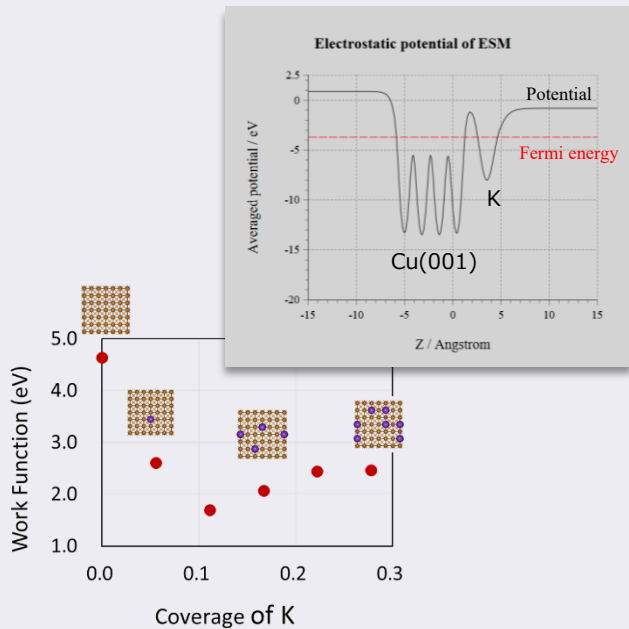 Electrostatic potential of ESM
2.5
0
-5
-10
-15
-20
Averaged potential / eV
Potential
Fermi energy
K
Cu(001)
-15
-10
-5
0
5
10
15
Z / Angstrom
5.0
4.0
3.0
2.0
1.0
Work Function (eV)
0.0
0.1
0.2
0.3
Coverage of K